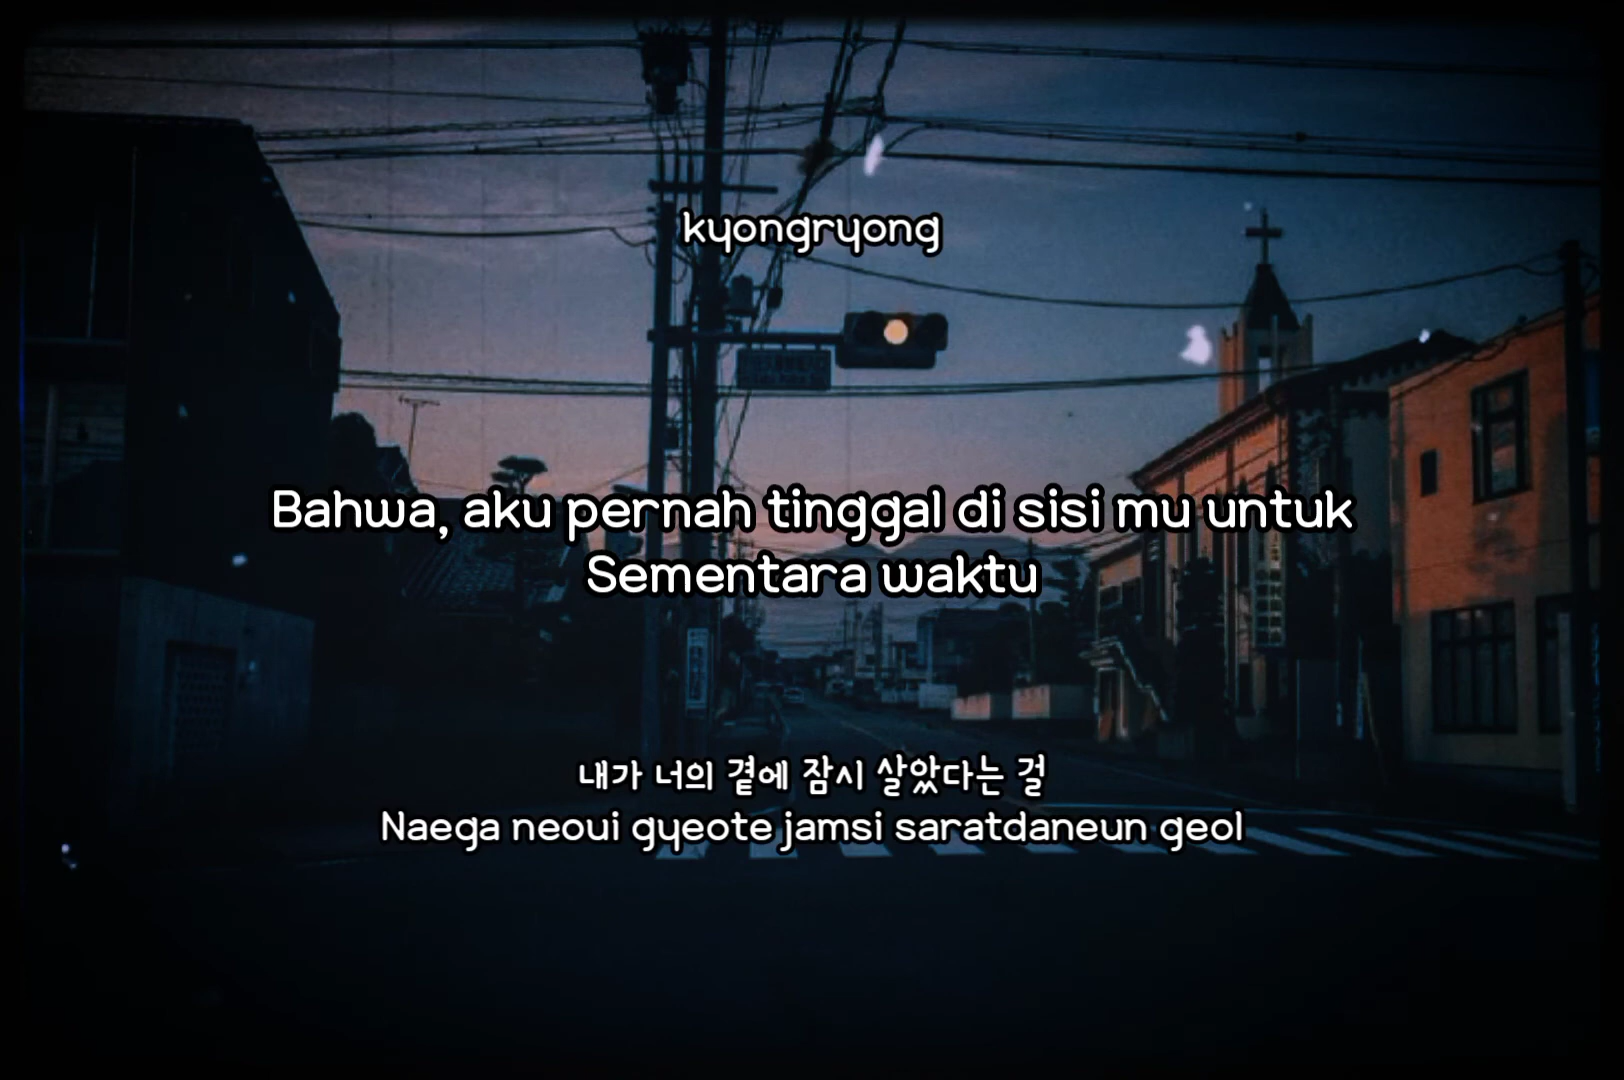 kyongryong
Bahwa, aku pernah tinggal di sisi mu untuk
Sementara waktu
내가 너의 곁에 잠시 살았다는 걸
Naega neoui gyeote jamsi saratdaneun geol